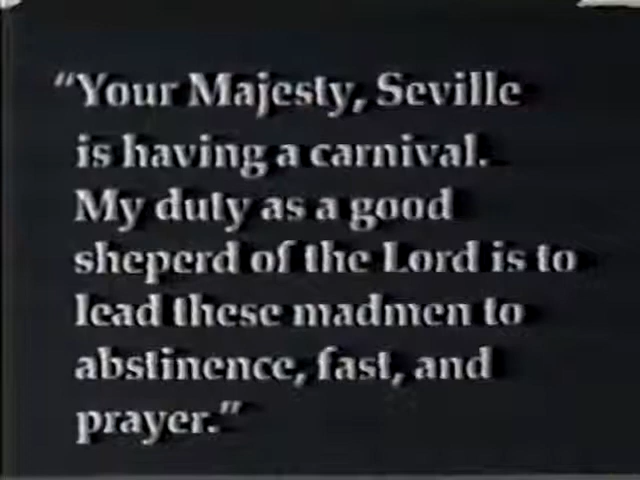 "Your Majesty, Seville
is having a carnival.
My duty as a good
sheperd of the Lord is to
lead these madmen to
abstinence, fast, and
prayer."